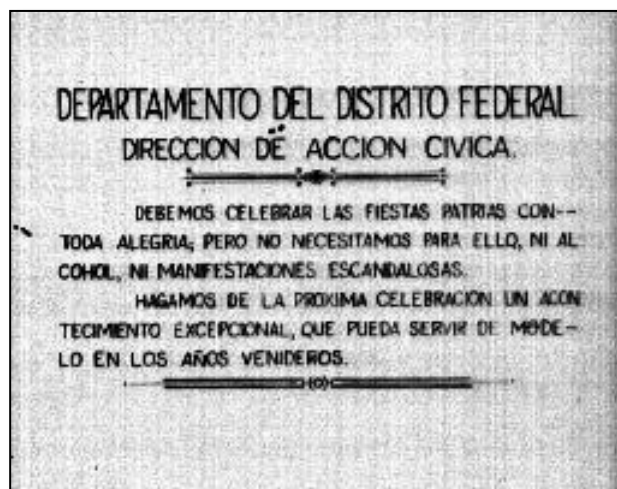 DEPARTAMENTO DEL DISTRITO FEDERAL
DIRECCION DE ACCION CIVICA.
DEBEMOS CELEBRAR LAS FIESTAS PATRIAS CON--
TODA ALEGRIA, PERO NO NECESITAMOS PARA ELLO, NI AL
COHOL, NI MANIFESTACIONES ESCANDALOSAS.
HAGAMOS DE LA PROXIMA CELEBRACION UN ACON
TECIMIENTO EXCEPCIONAL, QUE PUEDA SERVIR DE MODE-
LO EN LOS AÑOS VENIDEROS.